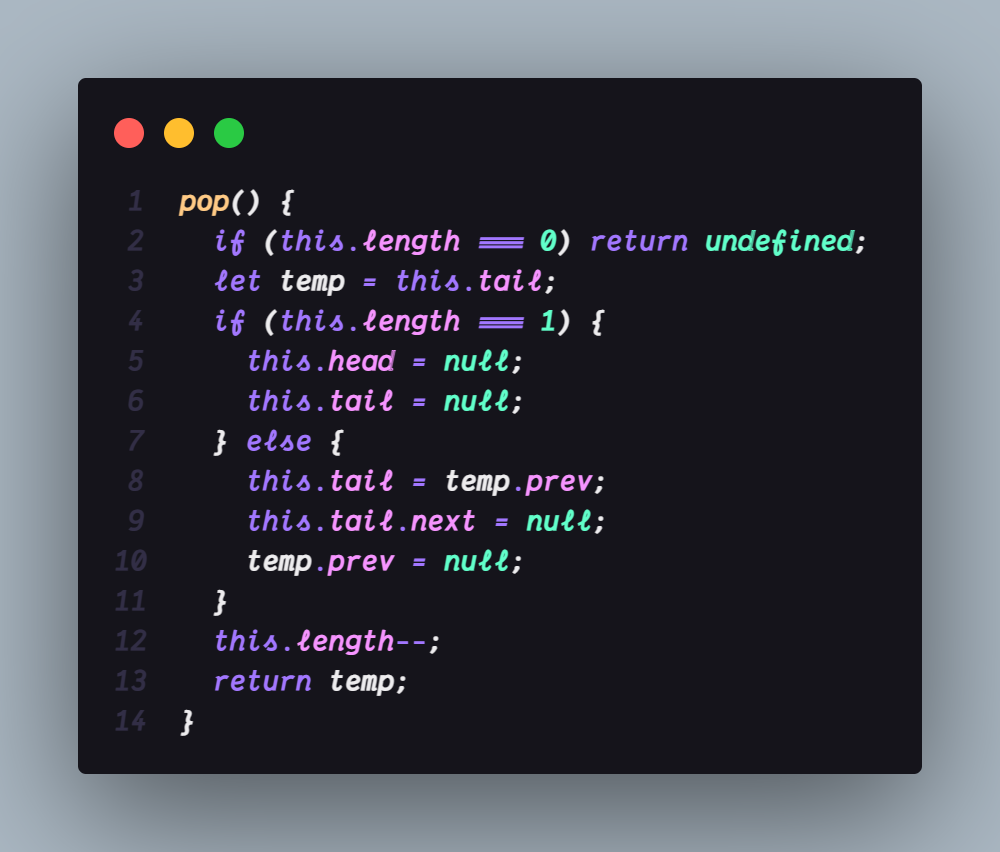 1 pop() {
2   if (this.length === 0) return undefined;
3   let temp = this.tail;
4   if (this.length === 1) {
5     this.head = null;
6     this.tail = null;
7   } else {
8     this.tail = temp.prev;
9     this.tail.next = null;
10     temp.prev = null;
11   }
12   this.length--;
13   return temp;
14 }